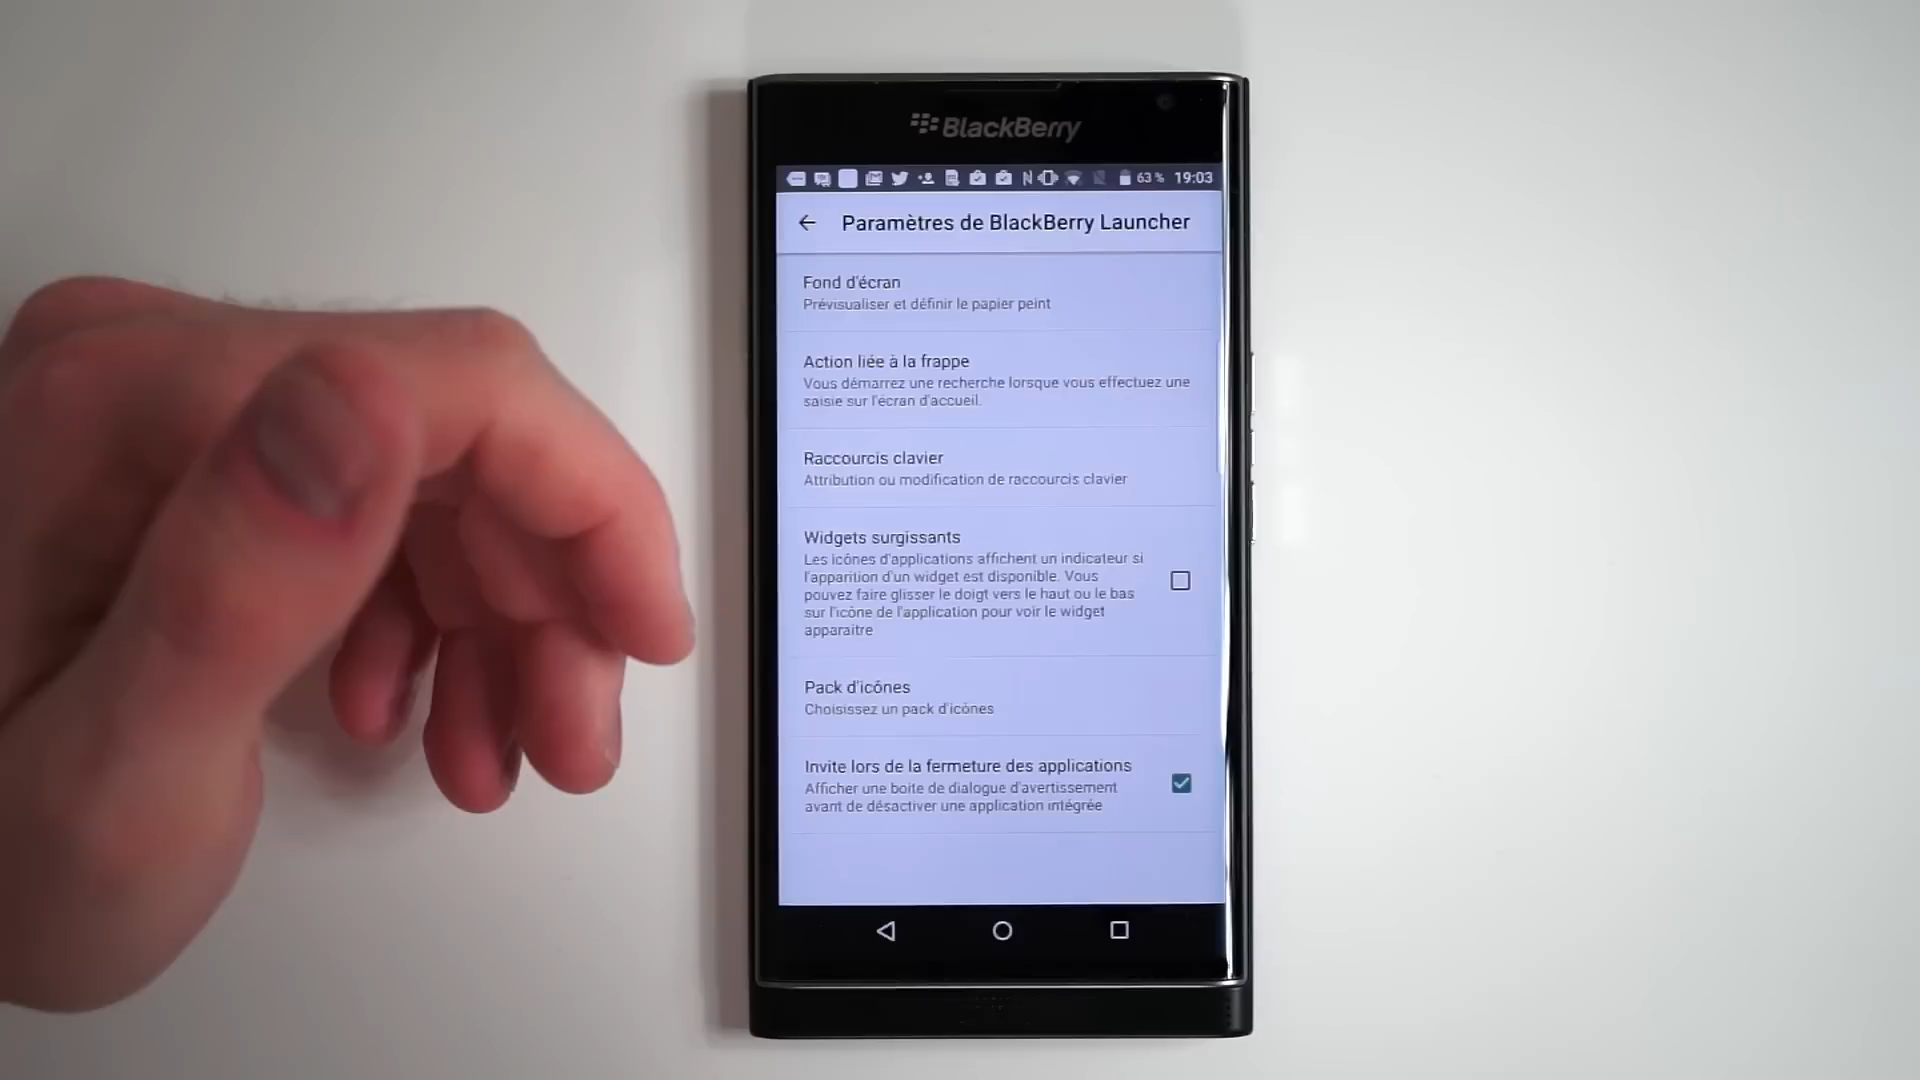 BlackBerry
63 % 19:03
Paramètres de BlackBerry Launcher
Fond d'écran
Prévisualiser et définir le papier peint
Action liée à la frappe
Vous démarrez une recherche lorsque vous effectuez une
saisie sur l'écran d'accueil.
Raccourcis clavier
Attribution ou modification de raccourcis clavier
Widgets surgissants
Les icônes d'applications affichent un indicateur si
l'apparition d'un widget est disponible. Vous
pouvez faire glisser le doigt vers le haut ou le bas
sur l'icône de l'application pour voir le widget
apparaitre
Pack d'icônes
Choisissez un pack d'icônes
Invite lors de la fermeture des applications
Afficher une boite de dialogue d'avertissement
avant de désactiver une application intégrée